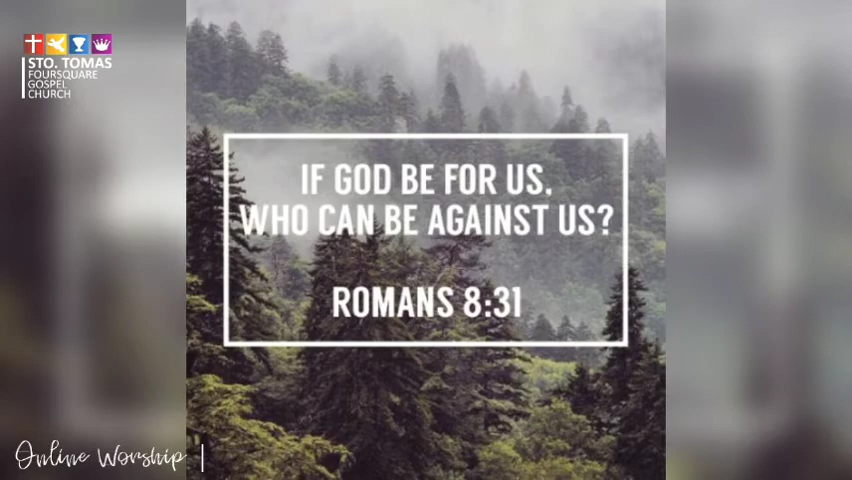 STO. TOMAS
FOURSQUARE
GOSPEL
CHURCH
IF GOD BE FOR US,
WHO CAN BE AGAINST US?
ROMANS 8:31
Online Worship